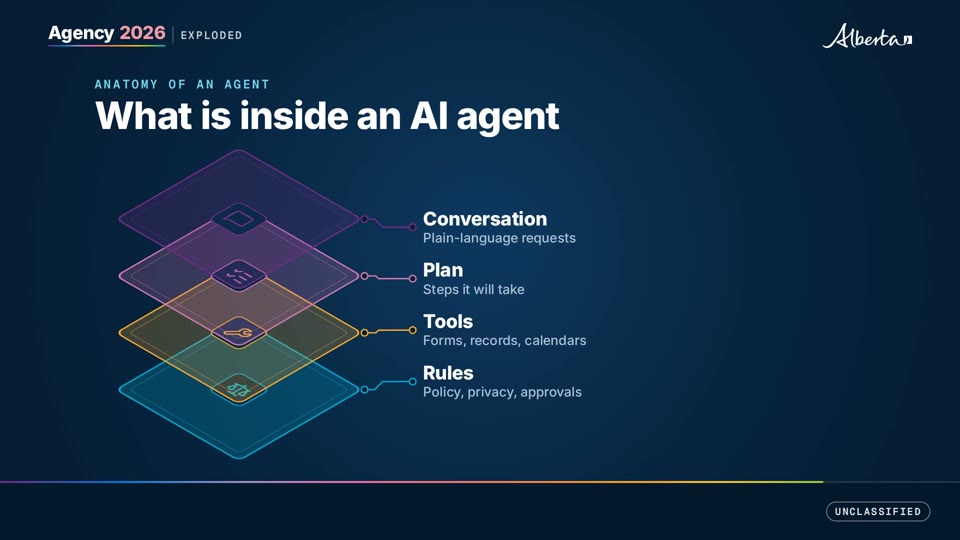 Agency 2026 | EXPLODED
Alberta
ANATOMY OF AN AGENT
What is inside an AI agent
Conversation
Plain-language requests
Plan
Steps it will take
Tools
Forms, records, calendars
Rules
Policy, privacy, approvals
UNCLASSIFIED